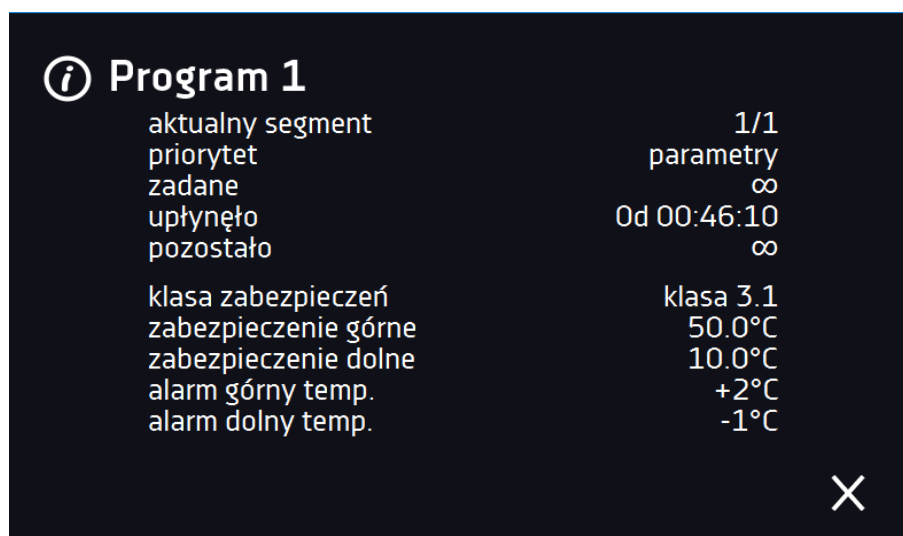 Program 1
aktualny segment 1/1
priorytet parametry
zadane ∞
upłynęło 0d 00:46:10
pozostało ∞
klasa zabezpieczeń klasa 3.1
zabezpieczenie górne 50.0°C
zabezpieczenie dolne 10.0°C
alarm górny temp. +2°C
alarm dolny temp. -1°C